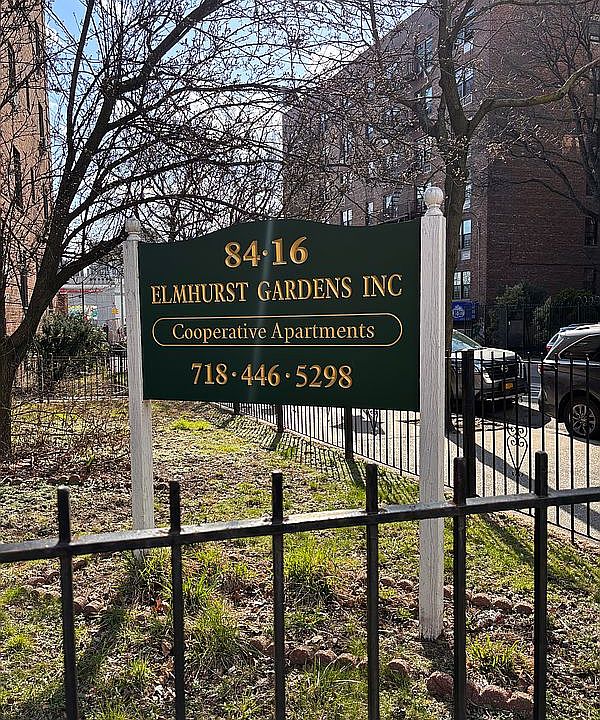 84·16
ELMHURST GARDENS INC
Cooperative Apartments
718·446·5298